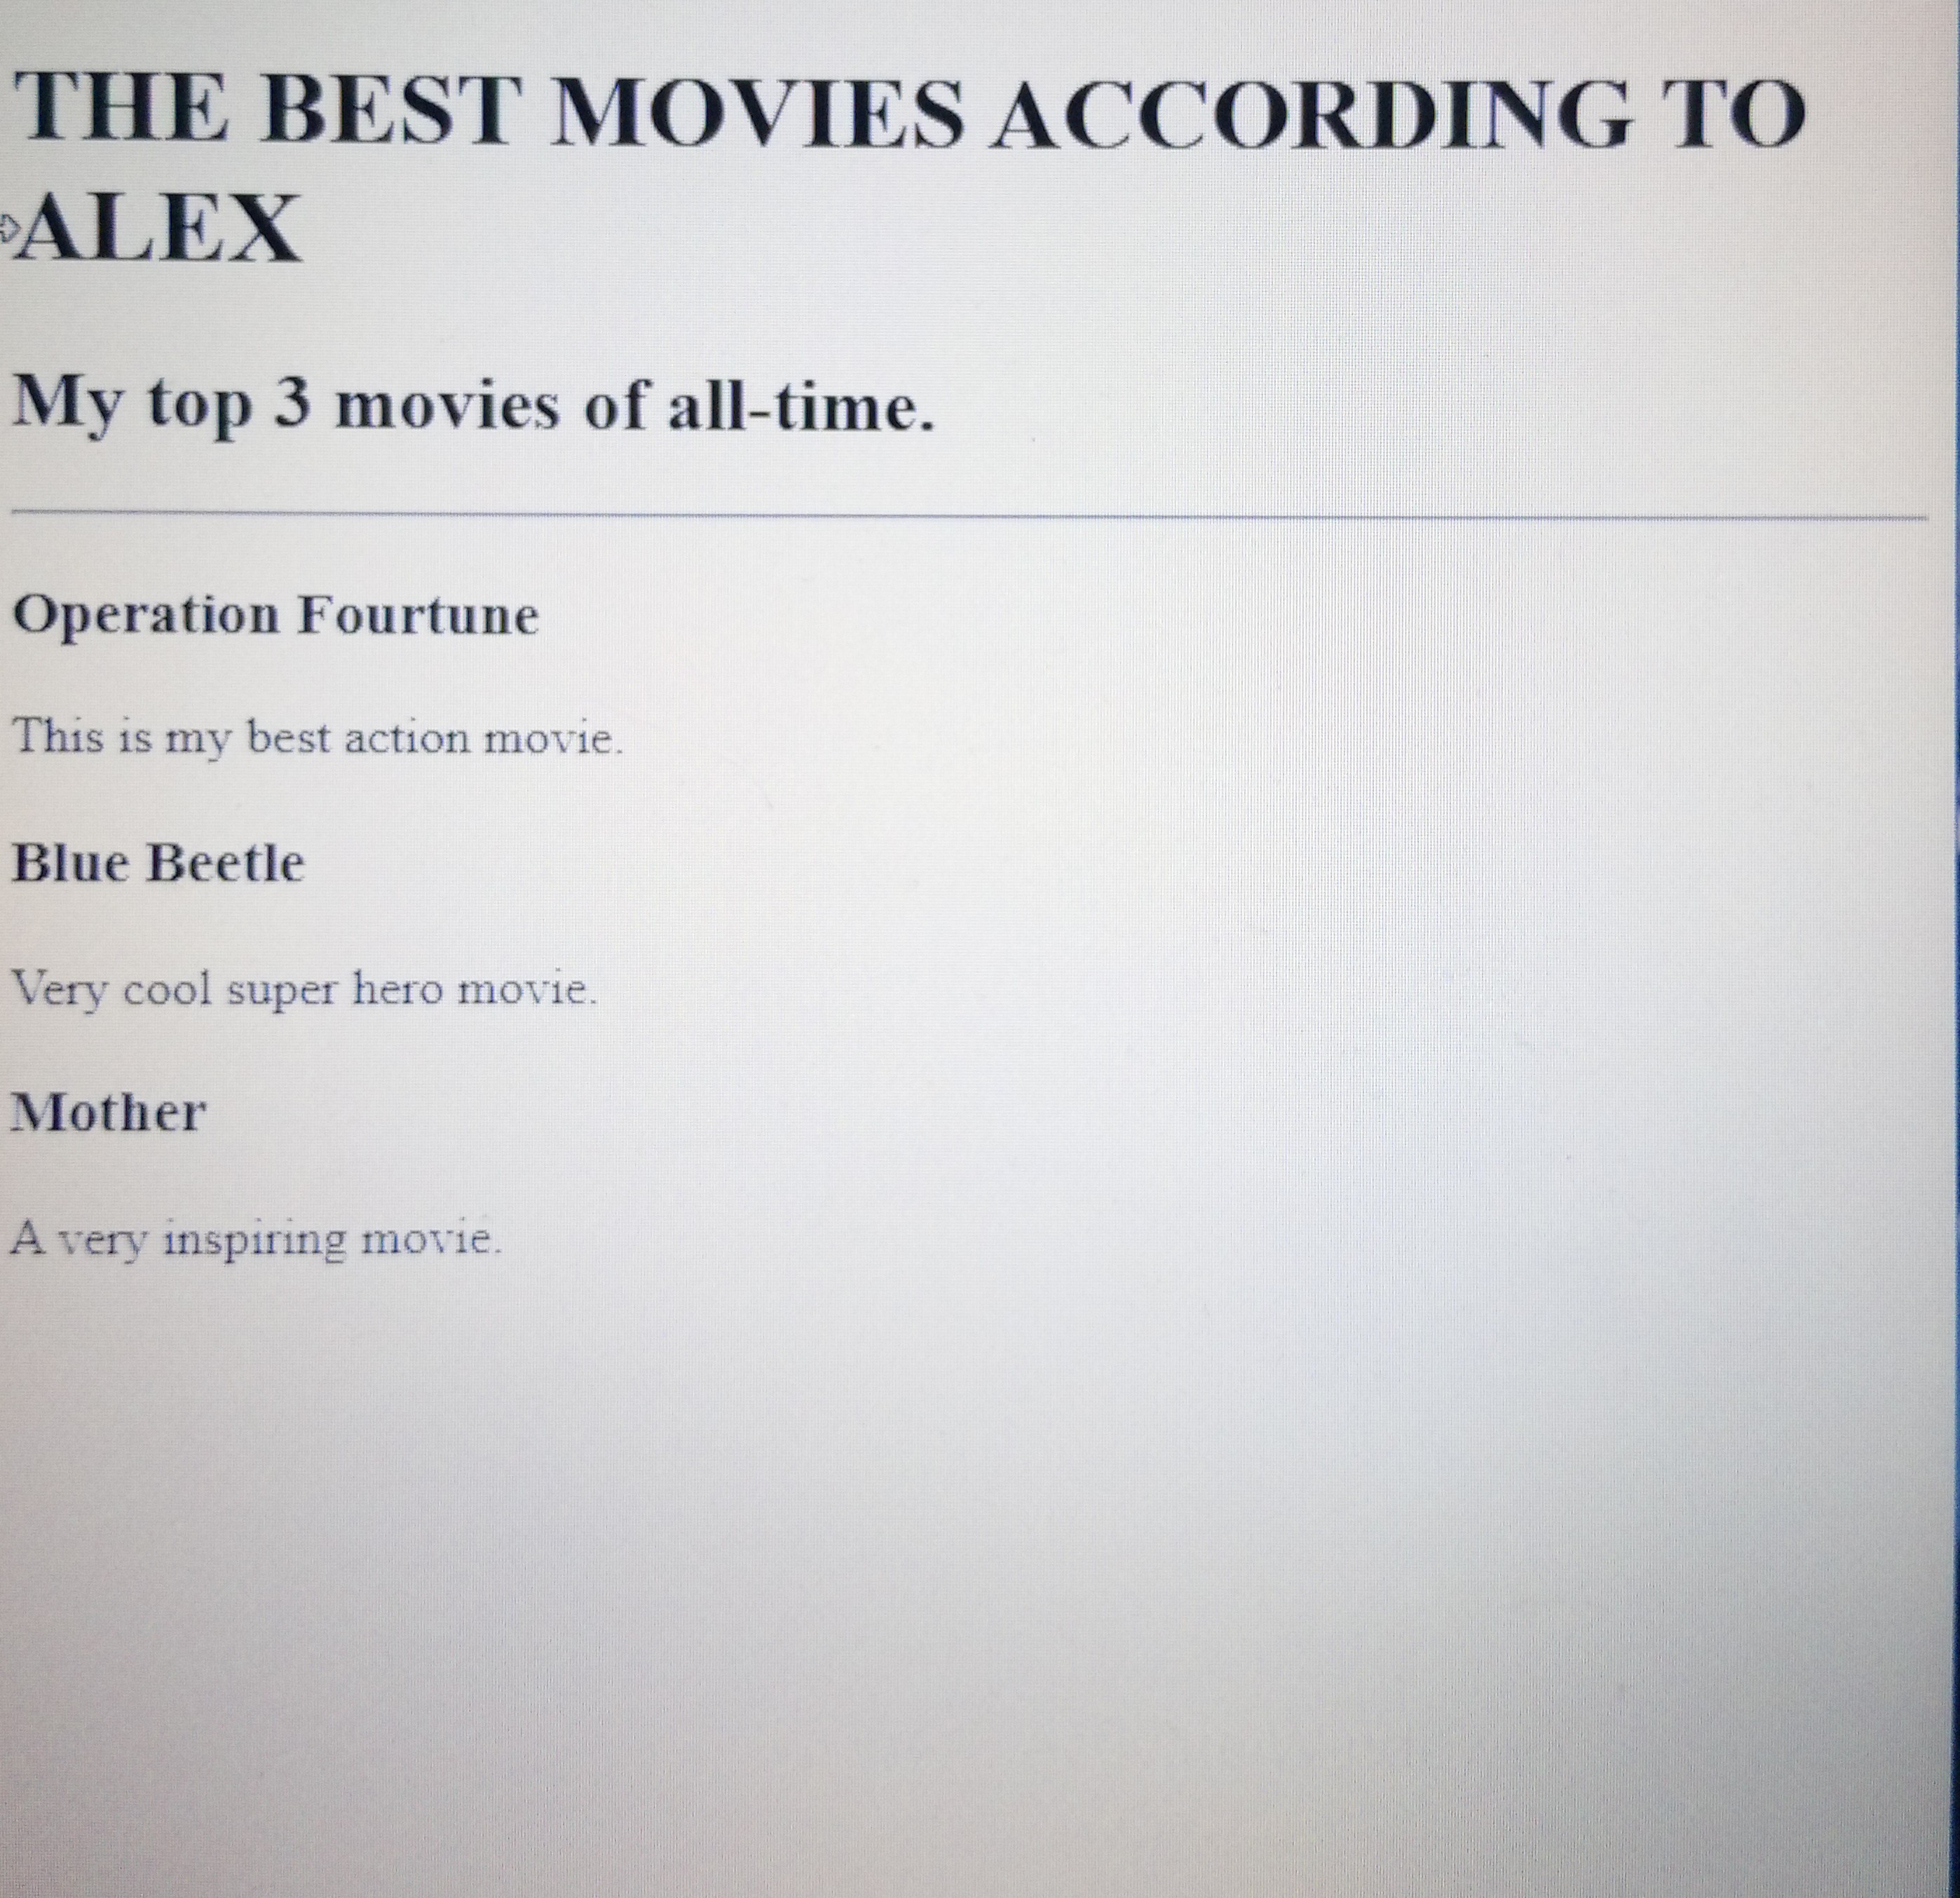 THE BEST MOVIES ACCORDING TO
ALEX
My top 3 movies of all-time.
Operation Fourtune
This is my best action movie.
Blue Beetle
Very cool super hero movie.
Mother
A very inspiring movie.